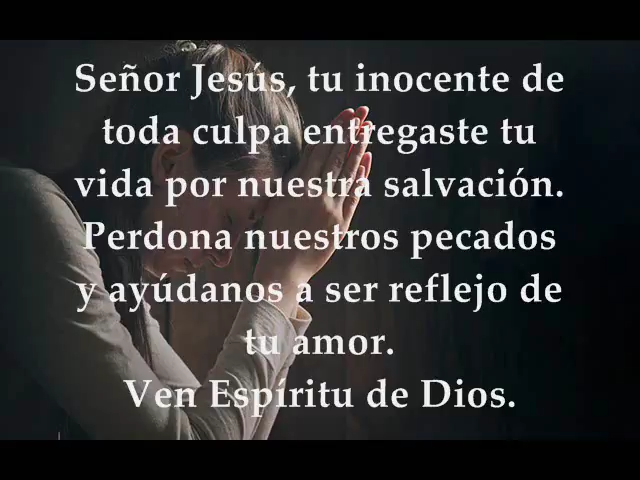 Señor Jesús, tu inocente de
toda culpa entregaste tu
vida por nuestra salvación.
Perdona nuestros pecados
y ayúdanos a ser reflejo de
tu amor.
Ven Espíritu de Dios.